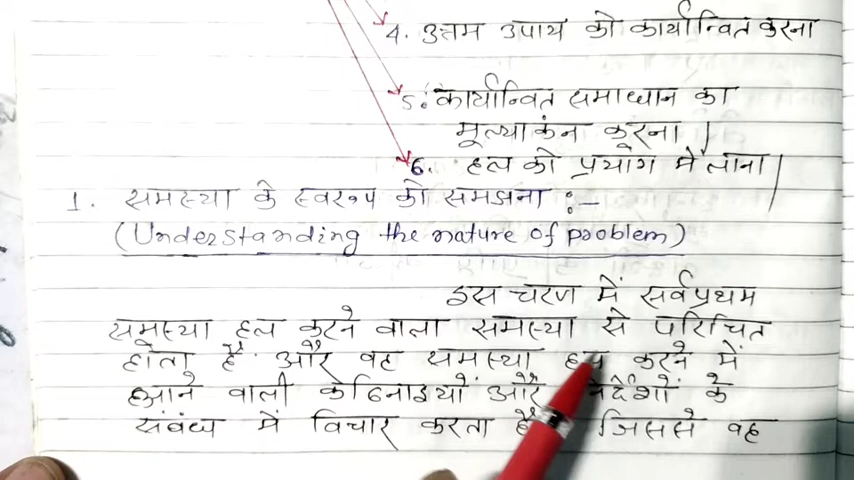 4. उत्तम उपाय को कार्यान्वित करना
5. कार्यान्वित समाधान का
मूल्याकंना करना |
6. हल को प्रयोग में लाना |
1. समस्या के स्वरूप को समझना :-
(Understanding the nature of problem)
इस चरण में सर्वप्रथम
समस्या हल करने वाला समस्या से परिचित
होता है और वह समस्या हल करने में
आने वाली कठिनाइयों और के
संबंध में विचार करता है जिससे वह